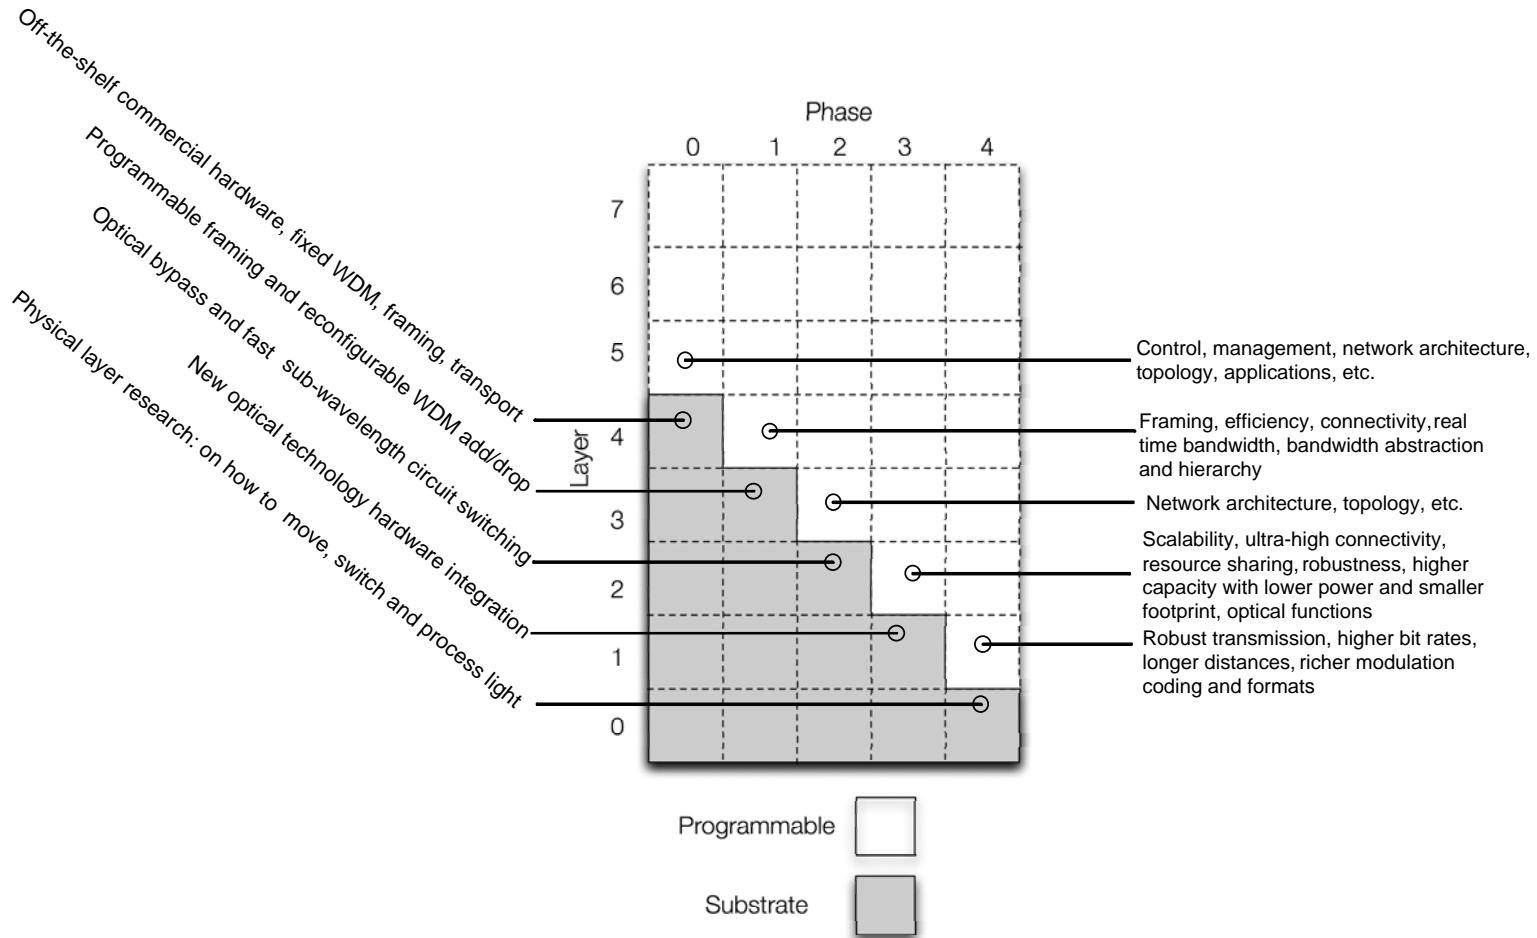 Off-the-shelf commercial hardware, fixed WDM, framing, transport
Programmable framing and reconfigurable WDM add/drop
Optical bypass and fast sub-wavelength circuit switching
New optical technology hardware integration
Physical layer research: on how to move, switch and process light
Phase
0 1 2 3 4
Layer
7
6
5
4
3
2
1
0
Control, management, network architecture,
topology, applications, etc.
Framing, efficiency, connectivity, real
time bandwidth, bandwidth abstraction
and hierarchy
Network architecture, topology, etc.
Scalability, ultra-high connectivity,
resource sharing, robustness, higher
capacity with lower power and smaller
footprint, optical functions
Robust transmission, higher bit rates,
longer distances, richer modulation
coding and formats
Programmable
Substrate